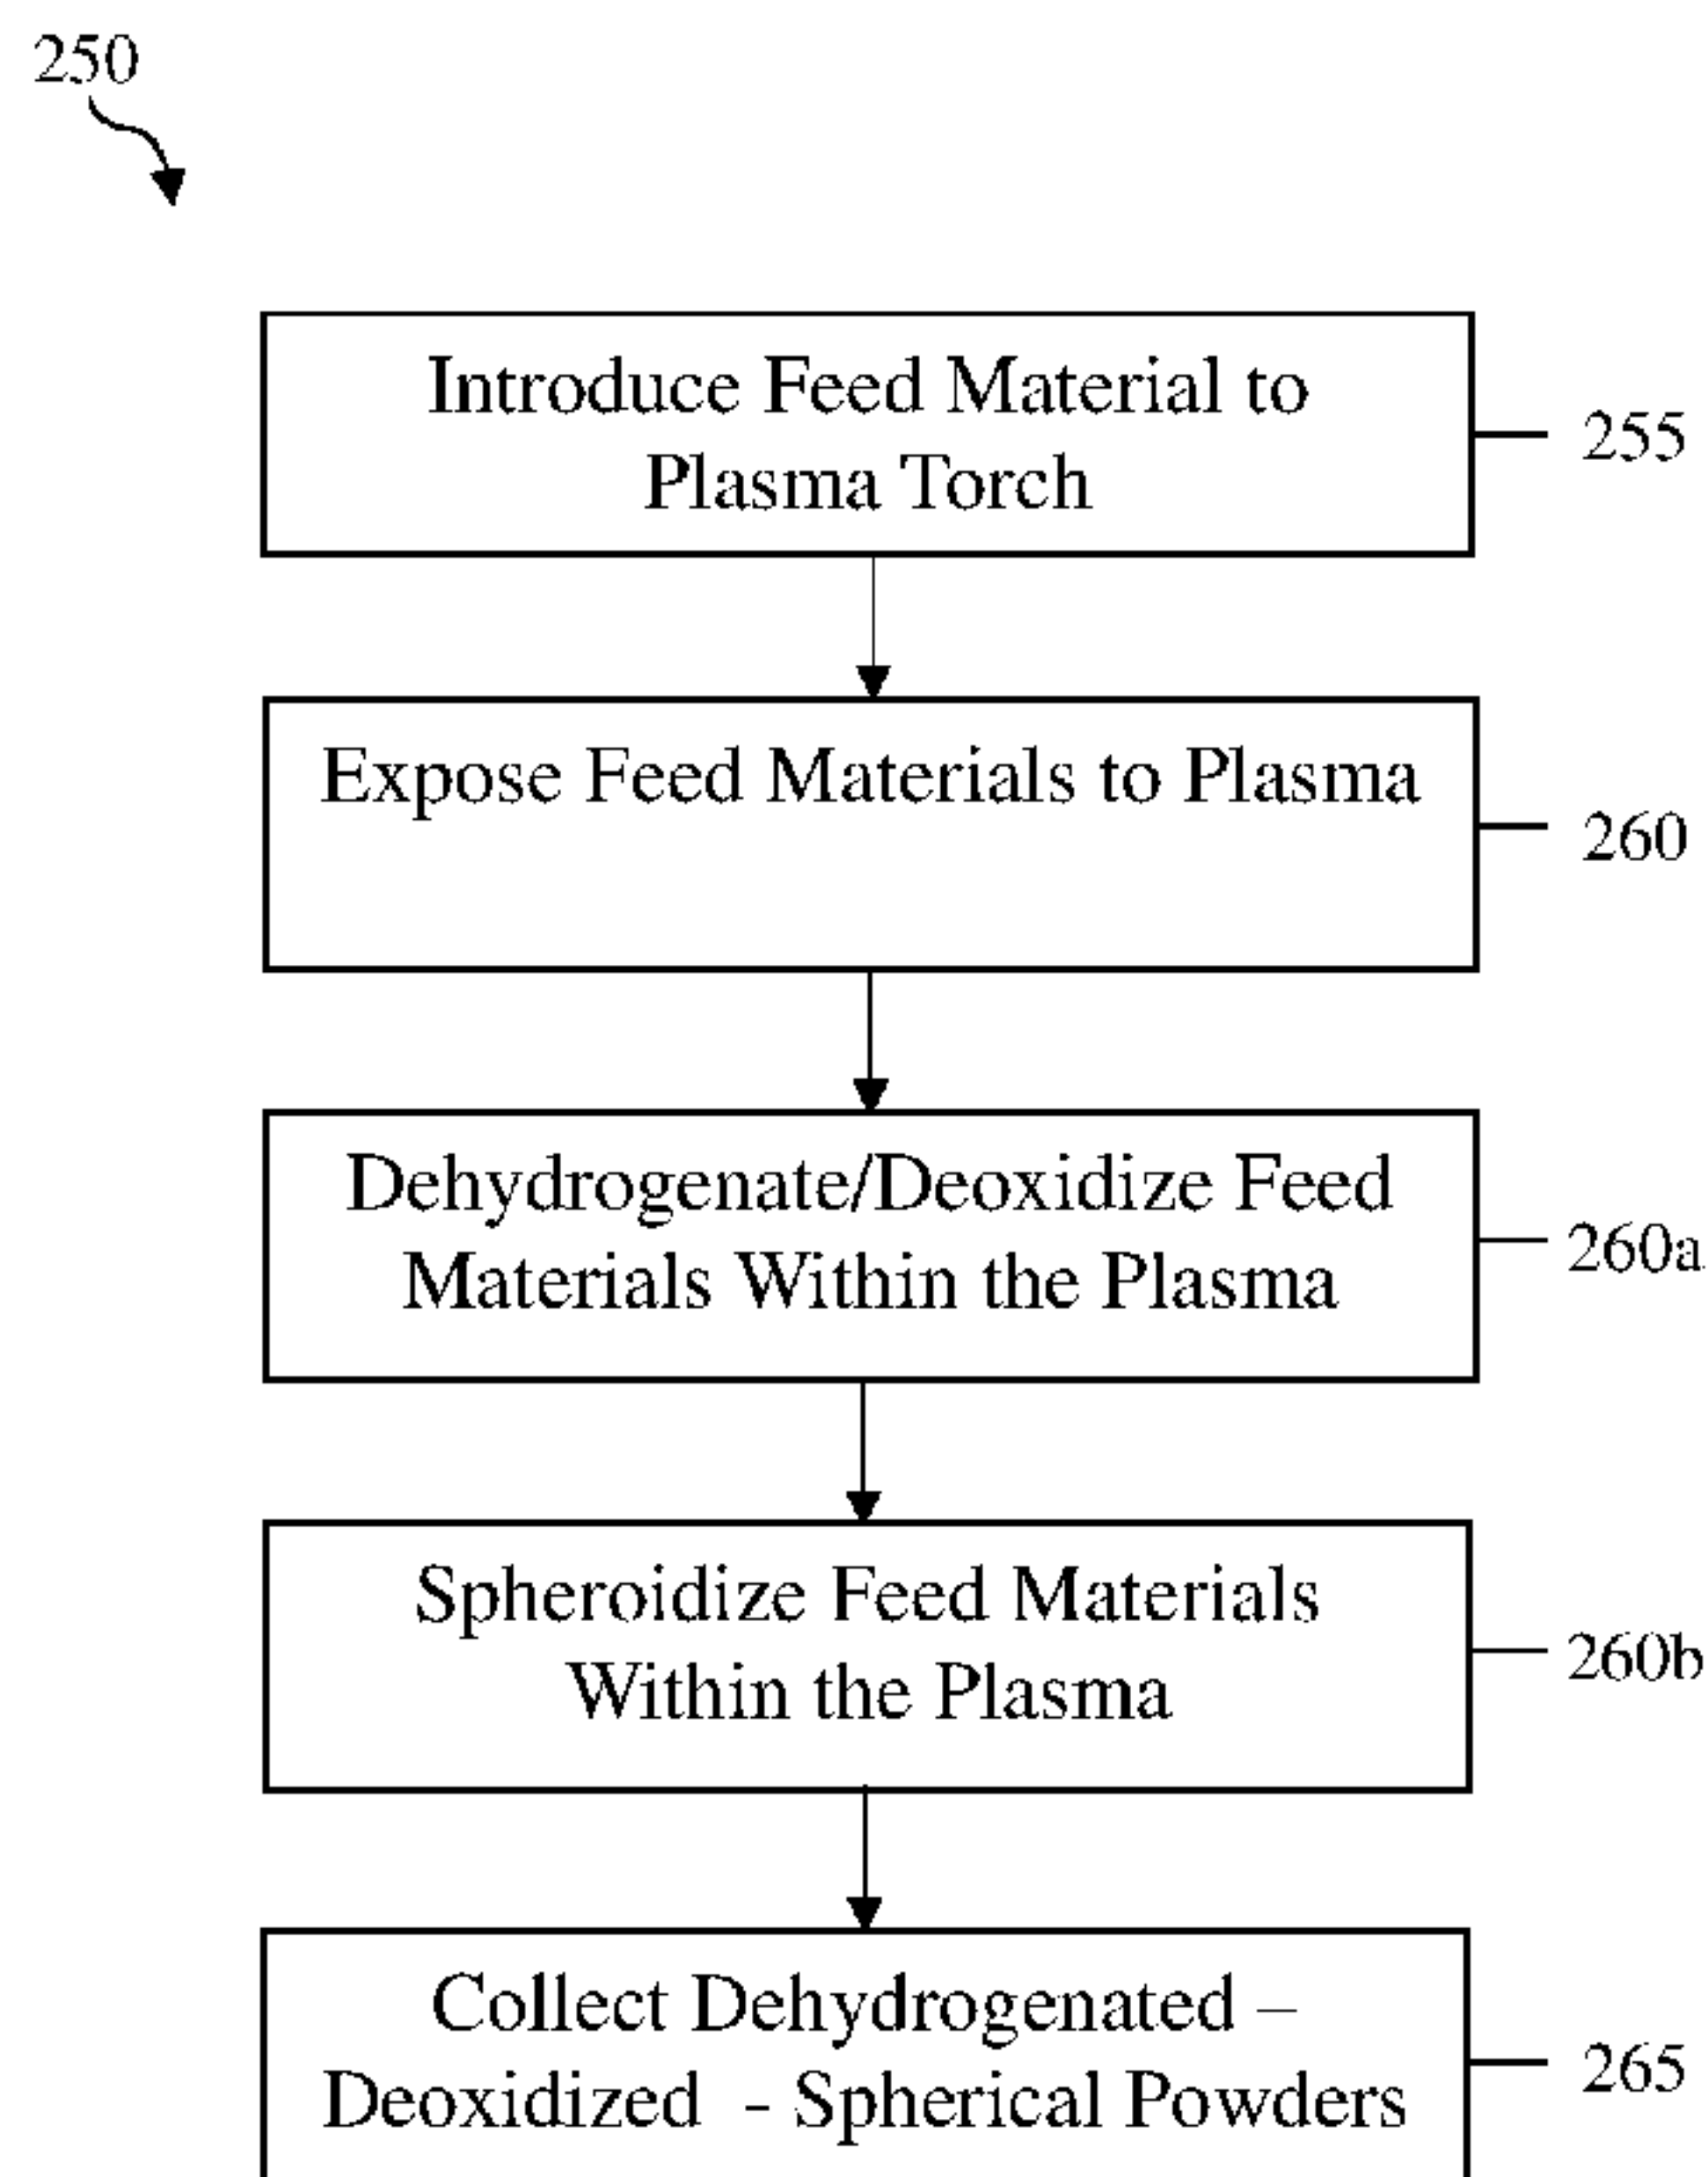 250
Introduce Feed Material to
Plasma Torch
255
Expose Feed Materials to Plasma
260
Dehydrogenate/Deoxidize Feed
Materials Within the Plasma
260a
Spheroidize Feed Materials
Within the Plasma
260b
Collect Dehydrogenated –
Deoxidized - Spherical Powders
265